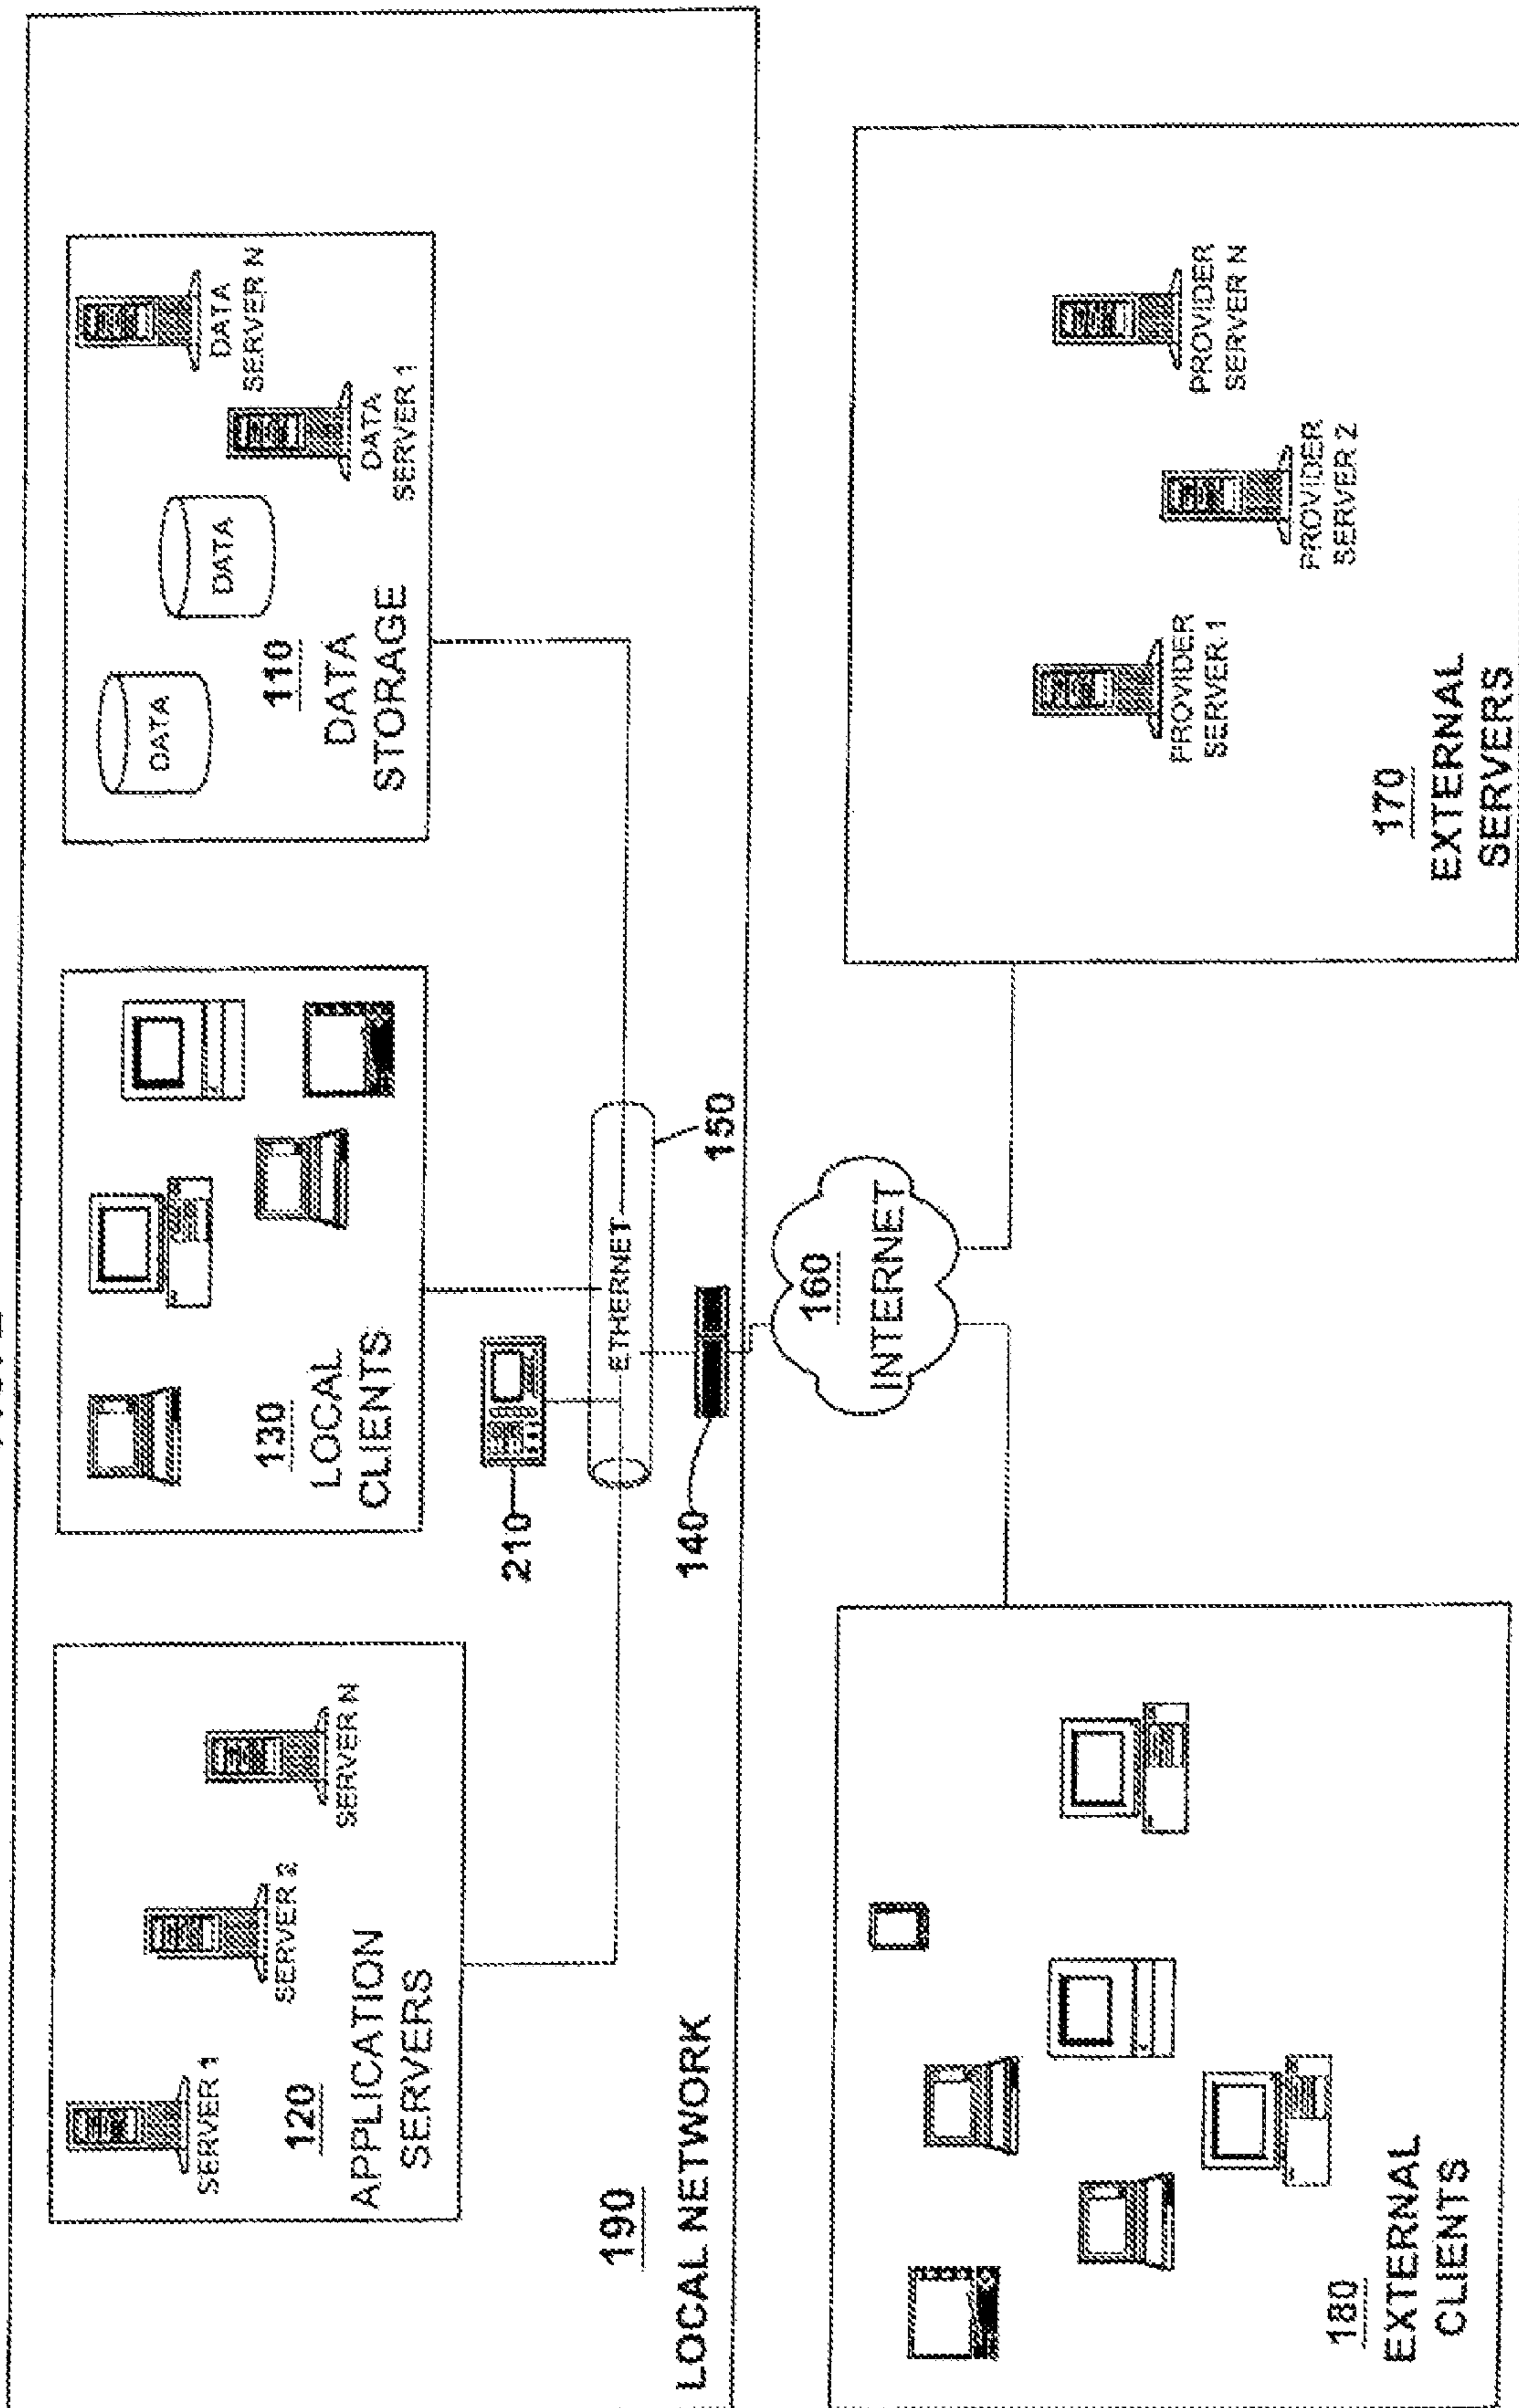 SERVER 1
SERVER 2
SERVER N
120
APPLICATION
SERVERS
130
LOCAL
CLIENTS
DATA
DATA
110
DATA
STORAGE
DATA
SERVER 1
DATA
SERVER N
210
ETHERNET
150
140
190
LOCAL NETWORK
160
INTERNET
180
EXTERNAL
CLIENTS
PROVIDER
SERVER 1
PROVIDER
SERVER 2
PROVIDER
SERVER N
170
EXTERNAL
SERVERS